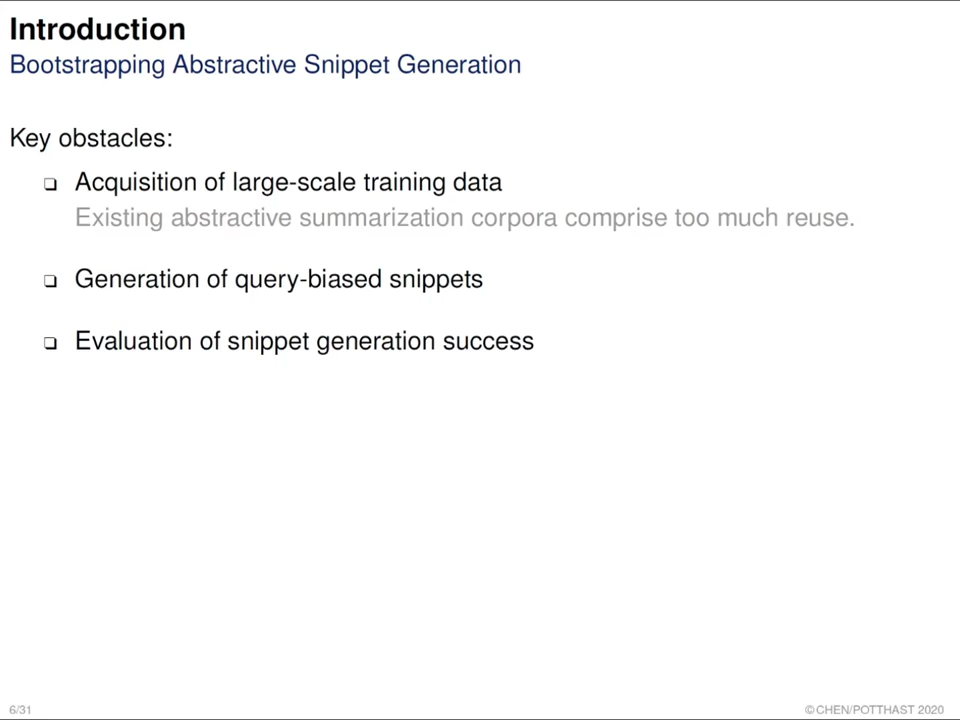 Introduction
Bootstrapping Abstractive Snippet Generation
Key obstacles:
❏ Acquisition of large-scale training data
Existing abstractive summarization corpora comprise too much reuse.
❏ Generation of query-biased snippets
❏ Evaluation of snippet generation success
6/31
© CHEN/POTTHAST 2020